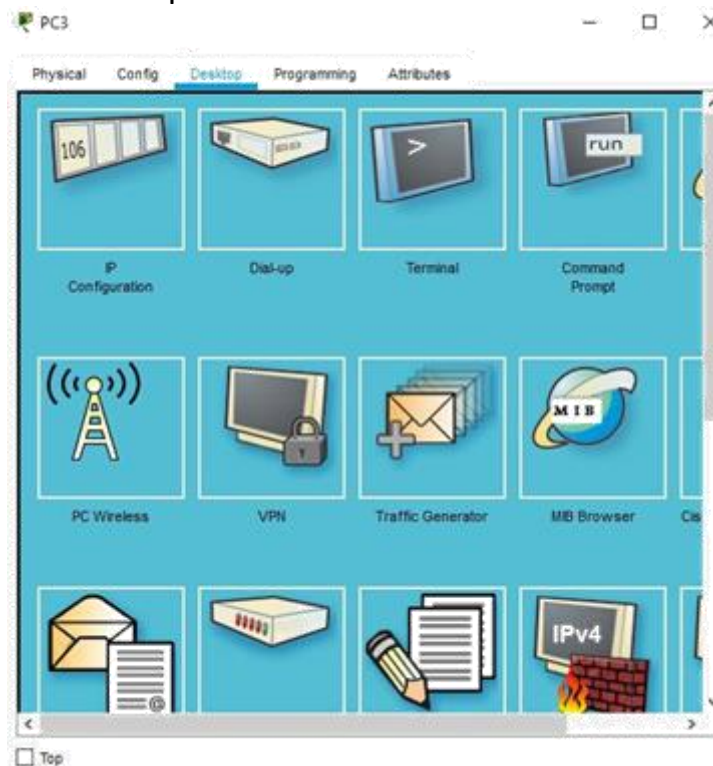 PC3
Physical Config Desktop Programming Attributes
106
>
run
IP
Configuration
Dial-up
Terminal
Command
Prompt
PC Wireless
VPN
Traffic Generator
MIB
MIB Browser
Cis
@
IPv4
Top